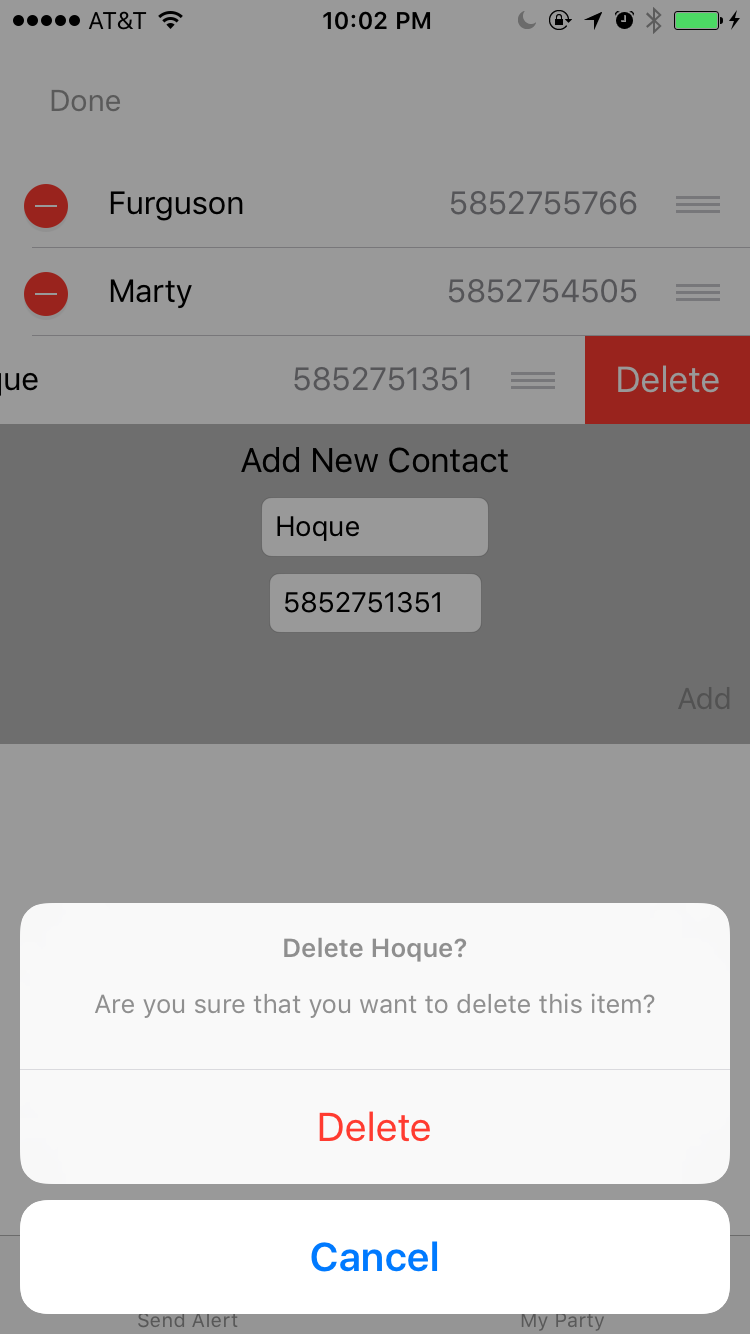 AT&T 10:02 PM
Done
Furguson 5852755766
Marty 5852754505
que 5852751351 Delete
Add New Contact
Hoque
5852751351
Add
Delete Hoque?
Are you sure that you want to delete this item?
Delete
Cancel
Send Alert My Party